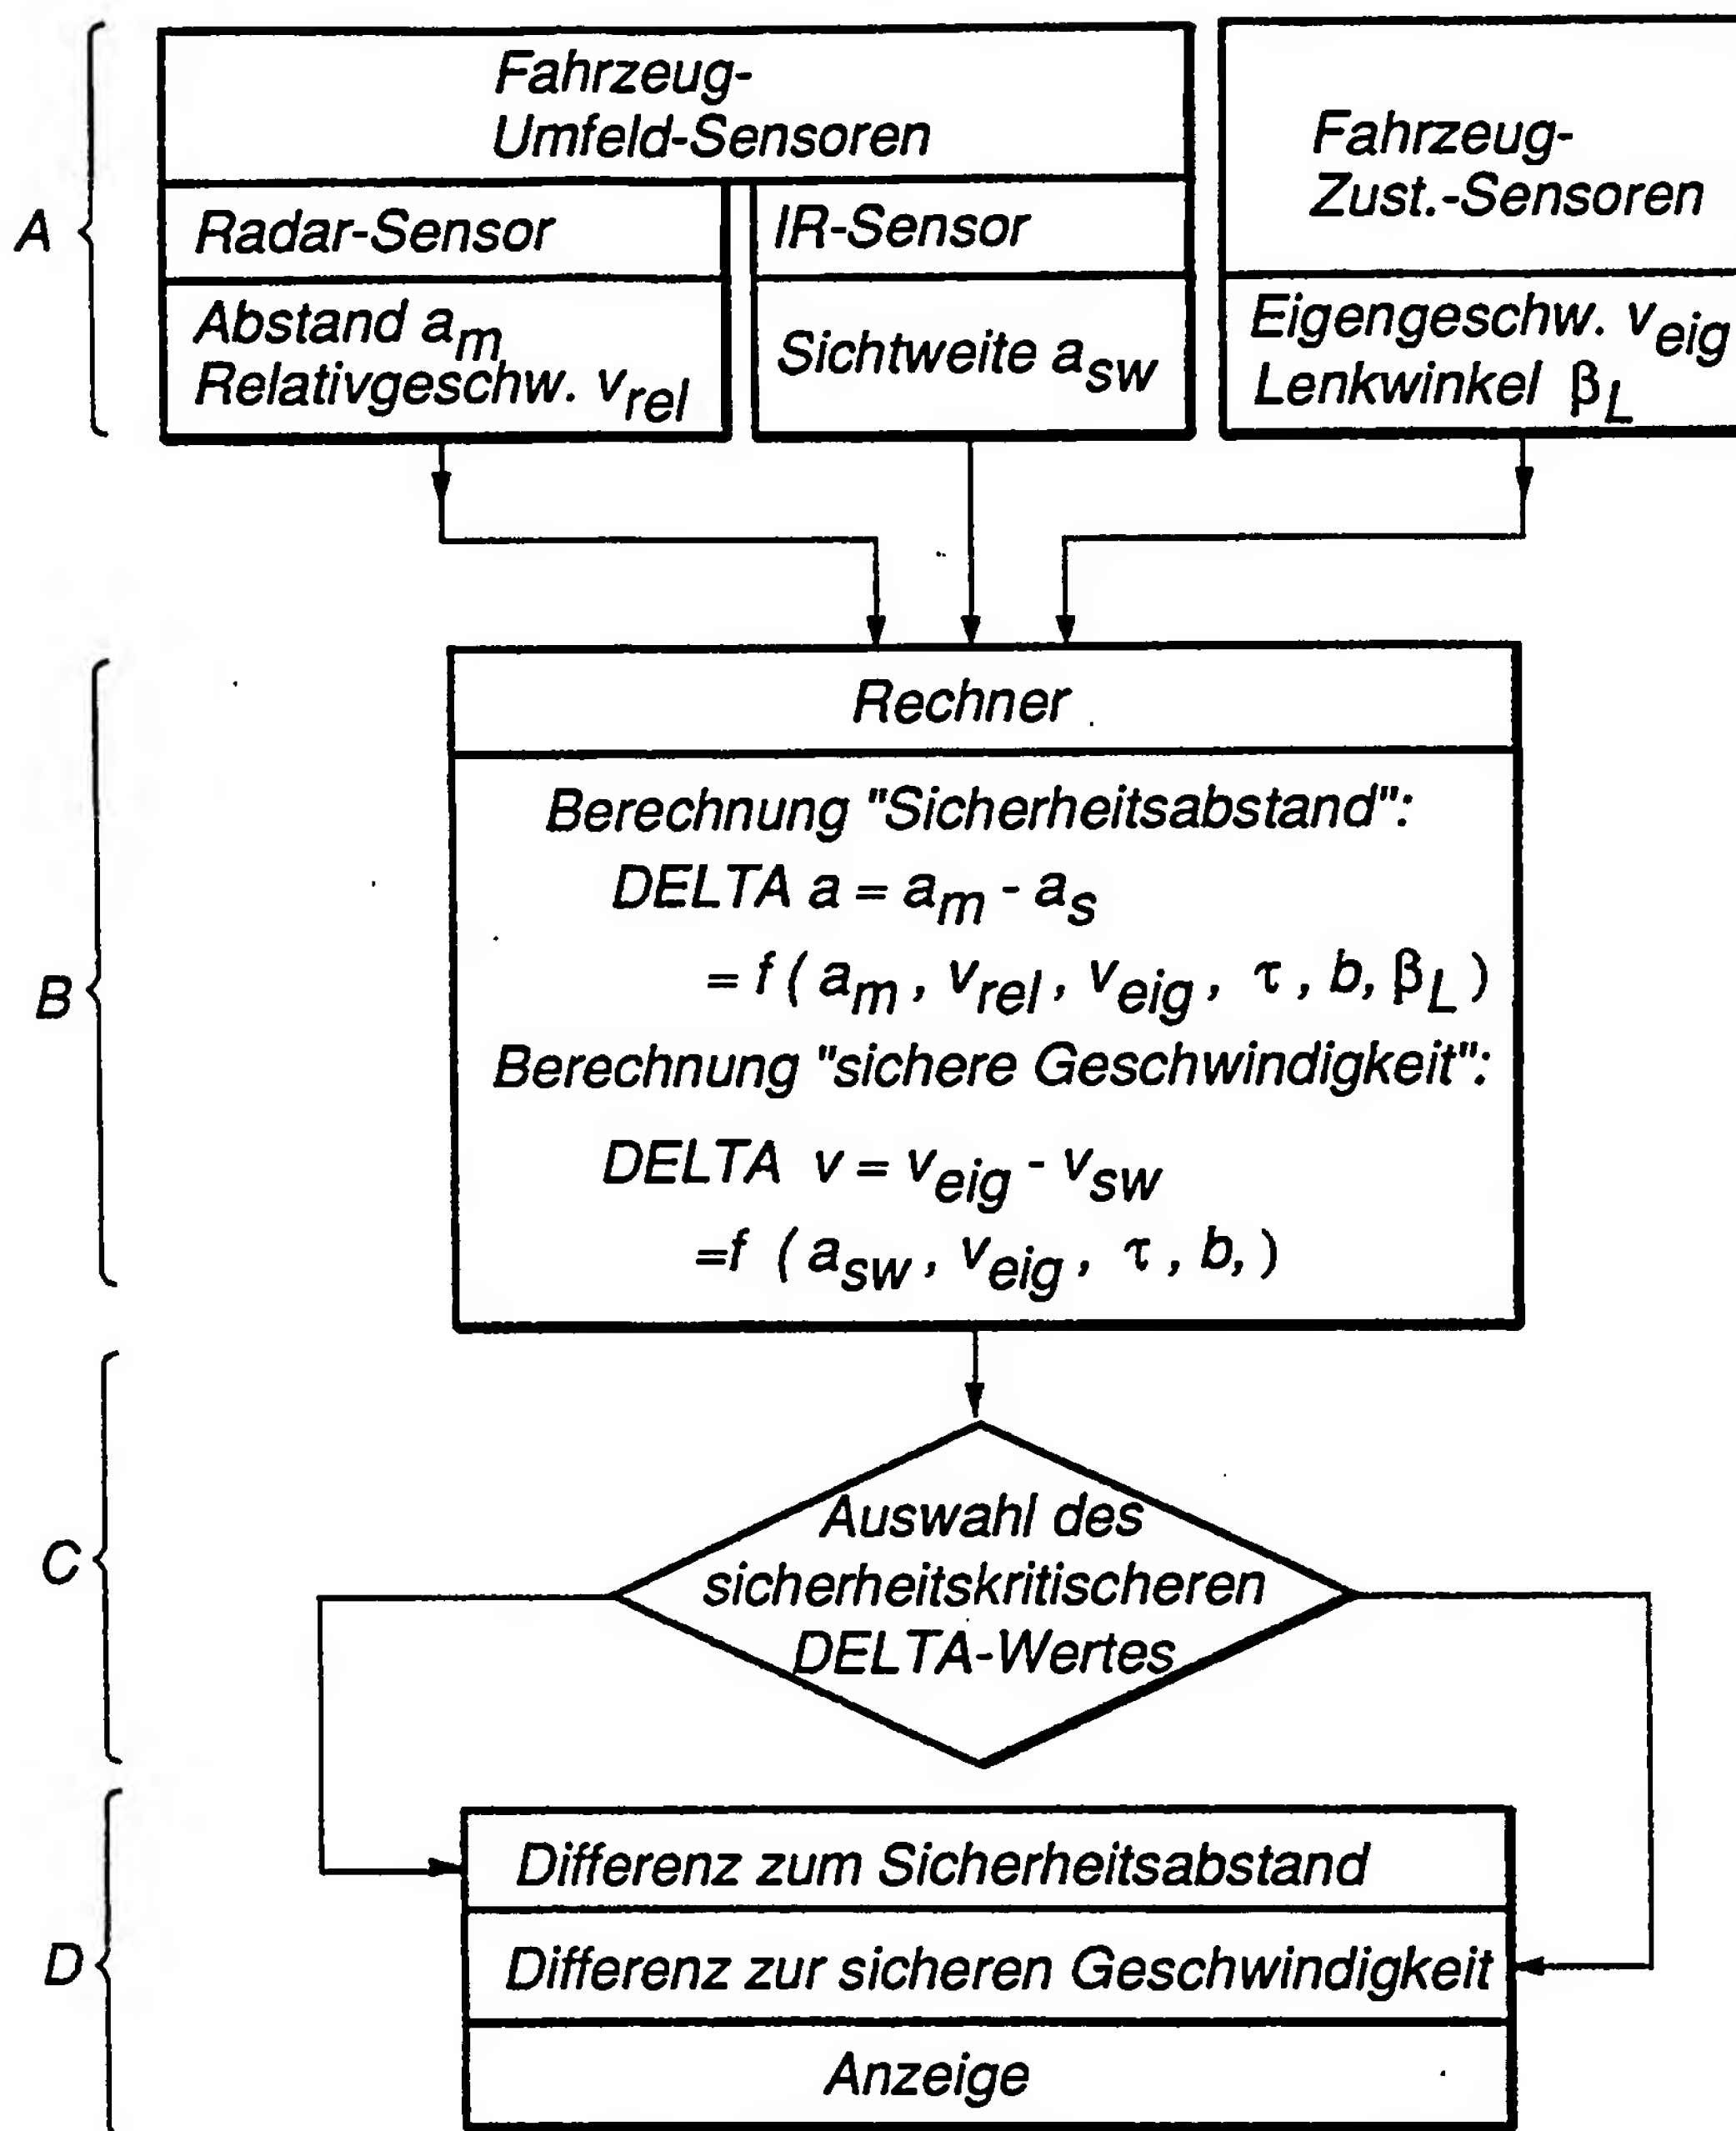 A
Fahrzeug-
Umfeld-Sensoren
Radar-Sensor
Abstand a_m,
Relativgeschw. v_rel
IR-Sensor
Sichtweite a_sw
Fahrzeug-
Zust.-Sensoren
Eigengeschw. v_eig
Lenkwinkel β_L
B
Rechner
Berechnung "Sicherheitsabstand":
DELTA a = a_m - a_s
= f ( a_m , v_rel , v_eig , τ , b, β_L )
Berechnung "sichere Geschwindigkeit":
DELTA v = v_eig - v_sw
=f ( a_sw , v_eig , τ , b, )
C
Auswahl des
sicherheitskritischeren
DELTA-Wertes
D
Differenz zum Sicherheitsabstand
Differenz zur sicheren Geschwindigkeit
Anzeige